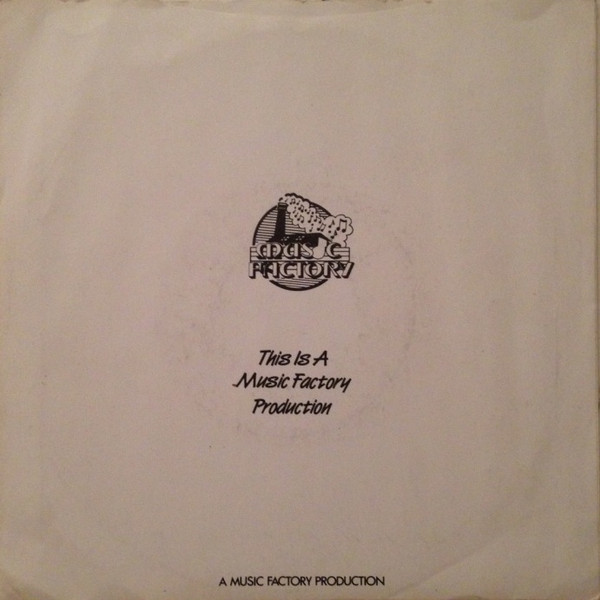 MUSIC
FACTORY
This Is A
Music Factory
Production
A MUSIC FACTORY PRODUCTION